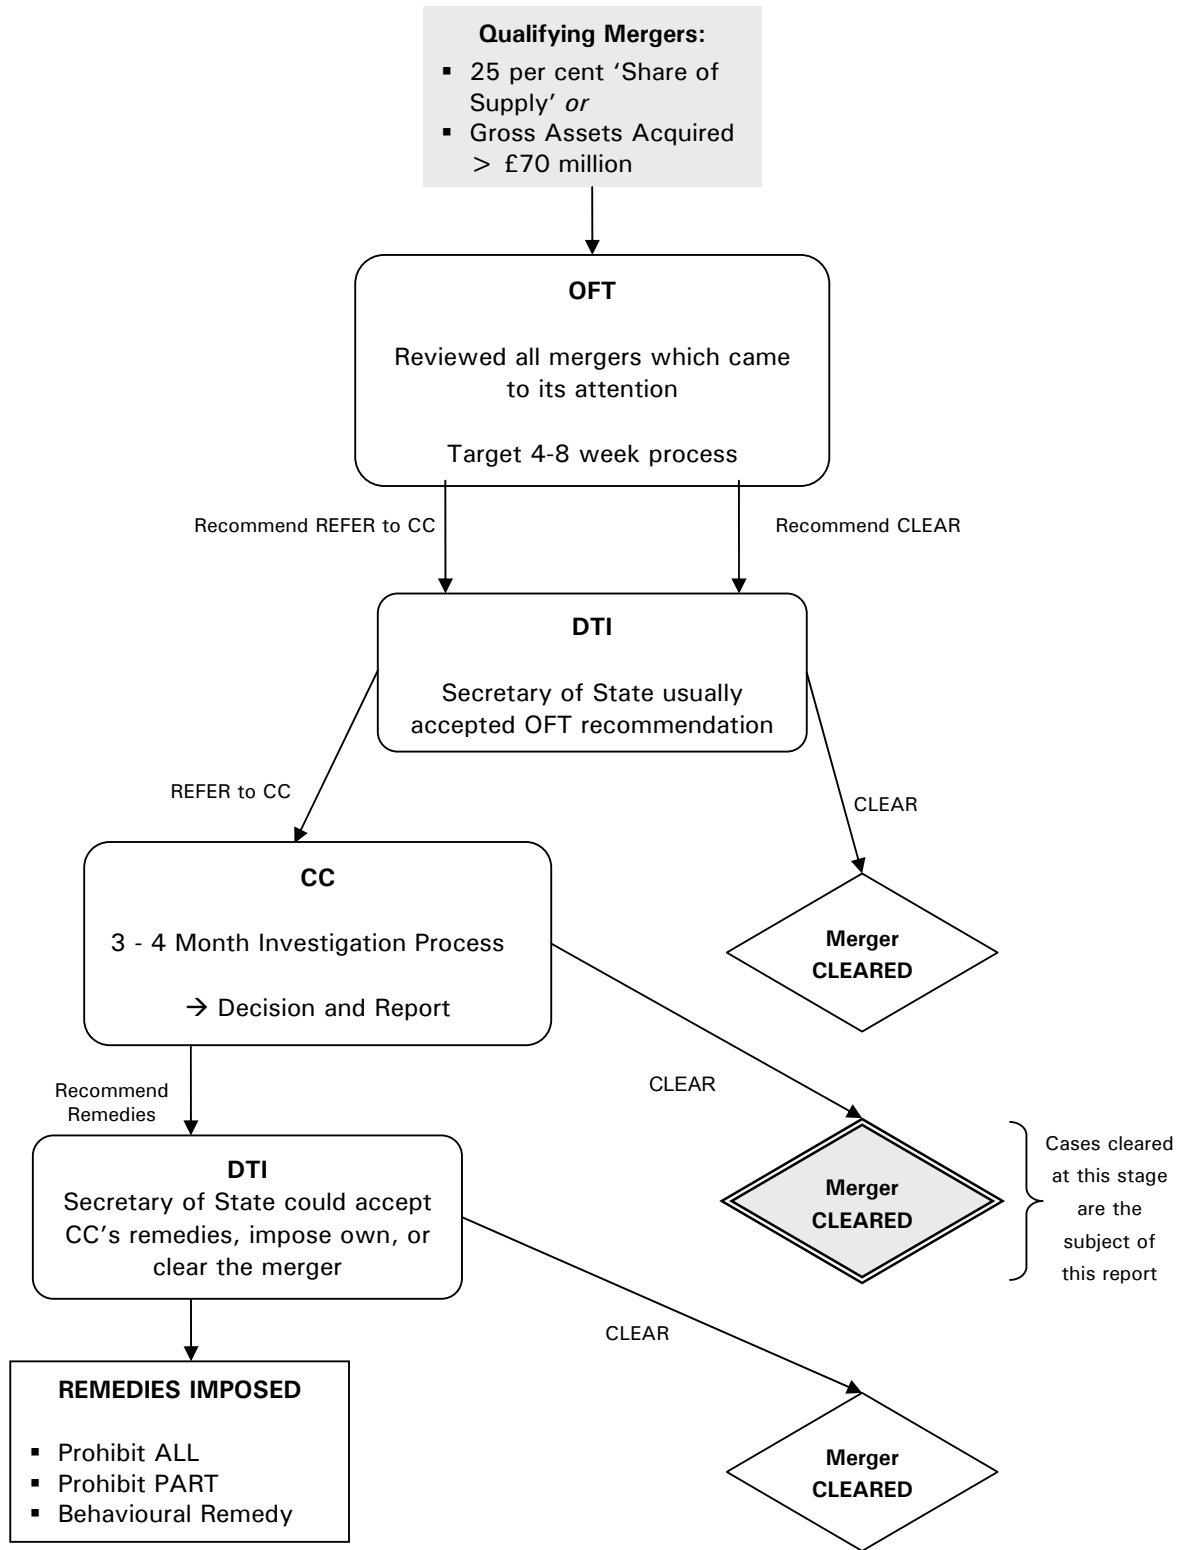 Qualifying Mergers:
▪ 25 per cent ‘Share of
Supply’ or
▪ Gross Assets Acquired
> £70 million
OFT
Reviewed all mergers which came
to its attention
Target 4-8 week process
Recommend REFER to CC
Recommend CLEAR
DTI
Secretary of State usually
accepted OFT recommendation
REFER to CC
CLEAR
CC
3 - 4 Month Investigation Process
→ Decision and Report
Merger
CLEARED
Recommend
Remedies
CLEAR
DTI
Secretary of State could accept
CC’s remedies, impose own, or
clear the merger
Merger
CLEARED
Cases cleared
at this stage
are the
subject of
this report
CLEAR
REMEDIES IMPOSED
▪ Prohibit ALL
▪ Prohibit PART
▪ Behavioural Remedy
Merger
CLEARED